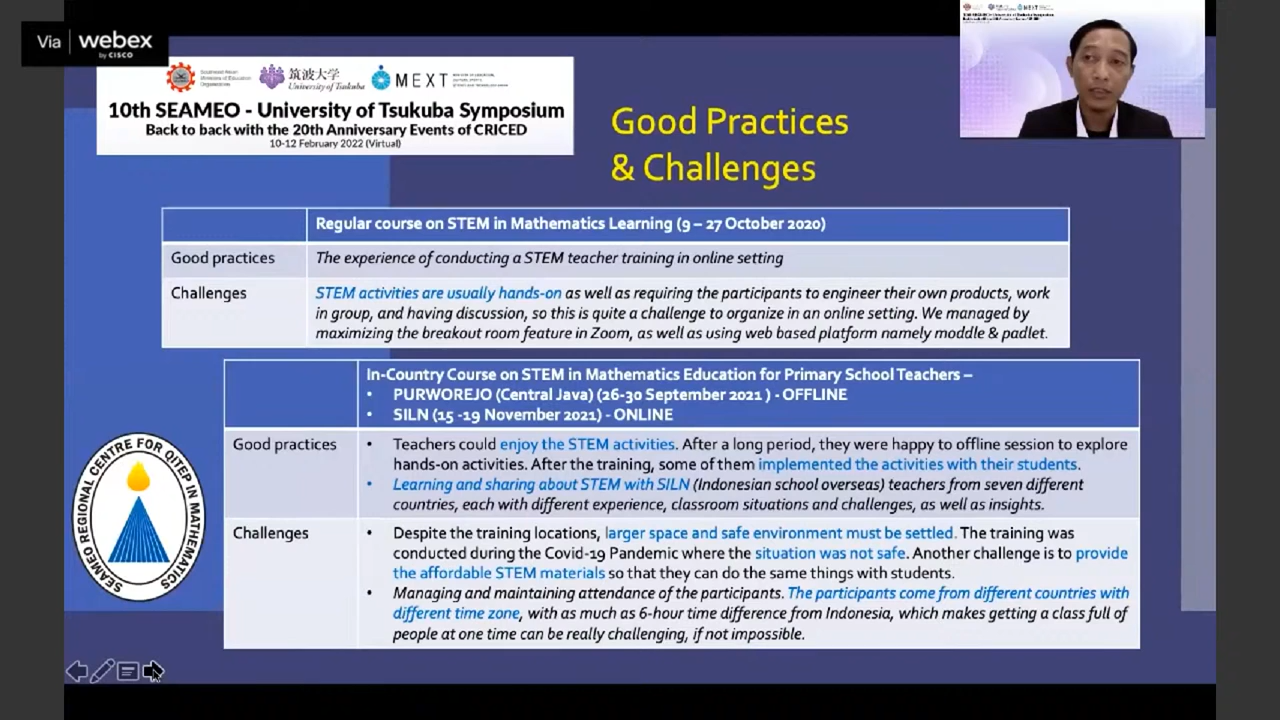 Via webex
by CISCO
Southeast Asian
Ministers of Education
Organization
筑波大学
University of Tsukuba
MEXT
10th SEAMEO - University of Tsukuba Symposium
Back to back with the 20th Anniversary Events of CRICED
10-12 February 2022 (Virtual)
Good Practices
& Challenges
Regular course on STEM in Mathematics Learning (9 – 27 October 2020)
Good practices
The experience of conducting a STEM teacher training in online setting
Challenges
STEM activities are usually hands-on as well as requiring the participants to engineer their own products, work
in group, and having discussion, so this is quite a challenge to organize in an online setting. We managed by
maximizing the breakout room feature in Zoom, as well as using web based platform namely moddle & padlet.
In-Country Course on STEM in Mathematics Education for Primary School Teachers –
• PURWOREJO (Central Java) (26-30 September 2021 ) - OFFLINE
• SILN (15 -19 November 2021) - ONLINE
Good practices
• Teachers could enjoy the STEM activities. After a long period, they were happy to offline session to explore
hands-on activities. After the training, some of them implemented the activities with their students.
• Learning and sharing about STEM with SILN (Indonesian school overseas) teachers from seven different
countries, each with different experience, classroom situations and challenges, as well as insights.
Challenges
• Despite the training locations, larger space and safe environment must be settled. The training was
conducted during the Covid-19 Pandemic where the situation was not safe. Another challenge is to provide
the affordable STEM materials so that they can do the same things with students.
• Managing and maintaining attendance of the participants. The participants come from different countries with
different time zone, with as much as 6-hour time difference from Indonesia, which makes getting a class full of
people at one time can be really challenging, if not impossible.
SEAMEO REGIONAL CENTRE FOR QITEP IN MATHEMATICS